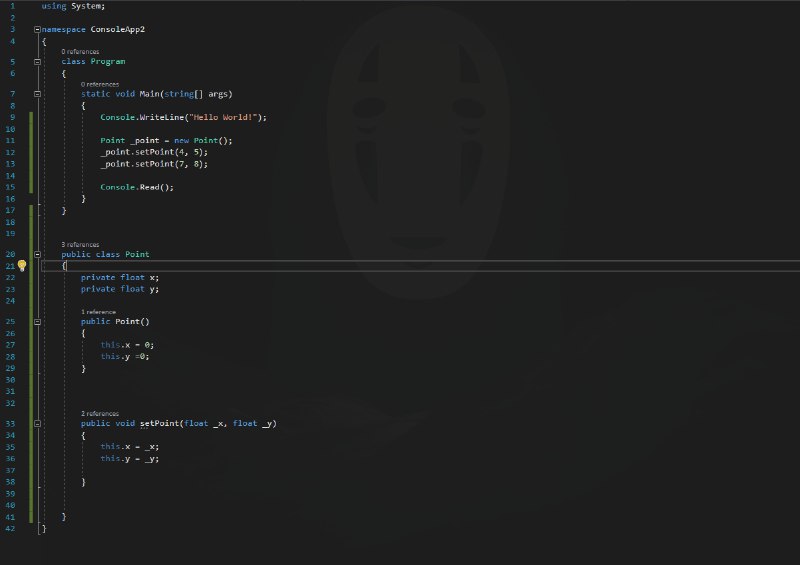 1 using System;
2
3 namespace ConsoleApp2
4 {
0 references
5 class Program
6 {
0 references
7 static void Main(string[] args)
8 {
9 Console.WriteLine("Hello World!");
10
11 Point _point = new Point();
12 _point.setPoint(4, 5);
13 _point.setPoint(7, 8);
14
15 Console.Read();
16 }
17 }
18
19
3 references
20 public class Point
21 {
22 private float x;
23 private float y;
24
1 reference
25 public Point()
26 {
27 this.x = 0;
28 this.y =0;
29 }
30
31
32
2 references
33 public void setPoint(float _x, float _y)
34 {
35 this.x = _x;
36 this.y = _y;
37
38 }
39
40
41 }
42 }